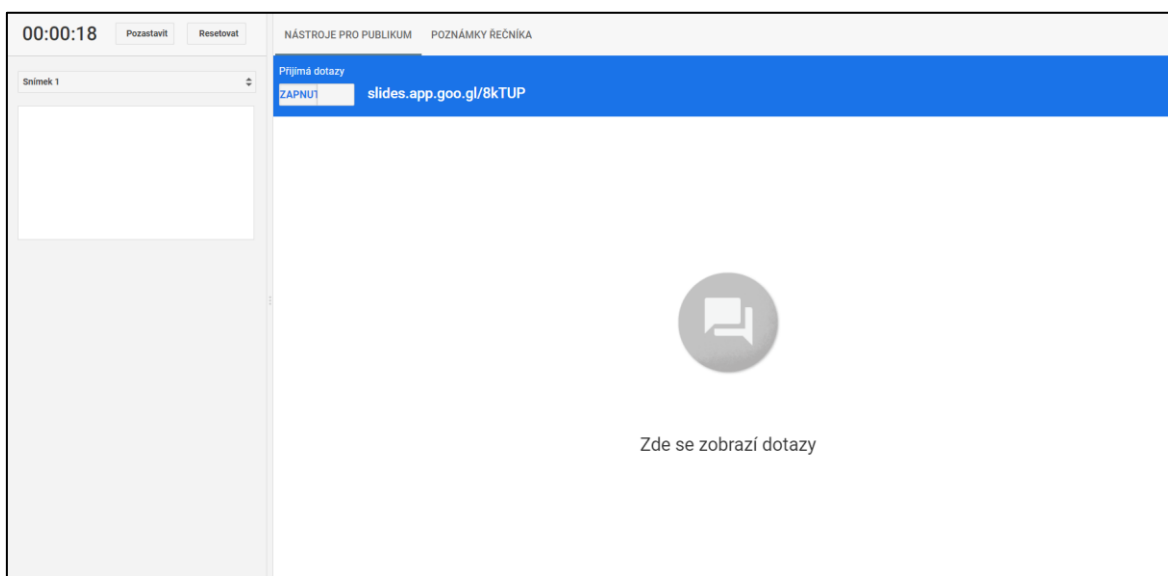 00:00:18 Pozastavit Resetovat
NÁSTROJE PRO PUBLIKUM POZNÁMKY ŘEČNÍKA
Snímek 1
Přijímá dotazy
ZAPNUT slides.app.goo.gl/8kTUP
Zde se zobrazí dotazy